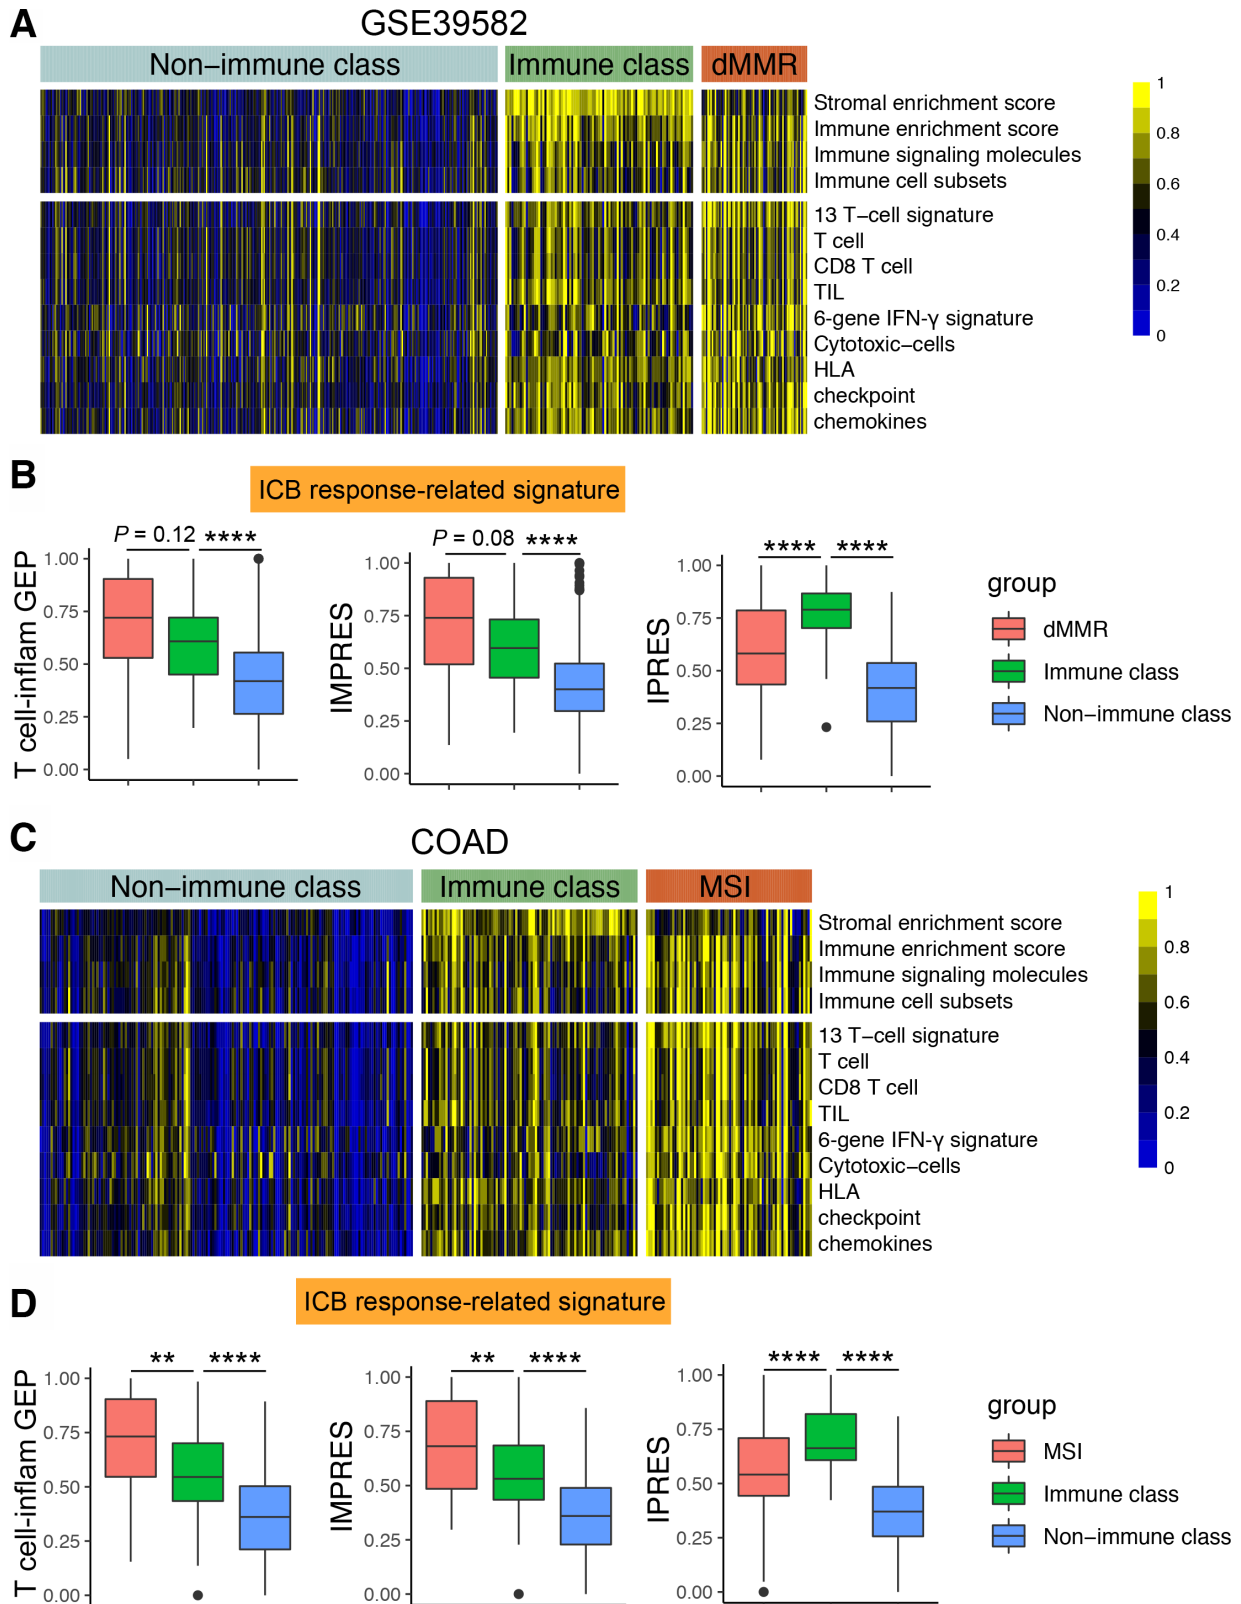 A
GSE39582
Non–immune class
Immune class
dMMR
Stromal enrichment score
Immune enrichment score
Immune signaling molecules
Immune cell subsets
13 T–cell signature
T cell
CD8 T cell
TIL
6-gene IFN-γ signature
Cytotoxic–cells
HLA
checkpoint
chemokines
1
0.8
0.6
0.4
0.2
0
B
ICB response-related signature
T cell-inflam GEP
1.00
0.75
0.50
0.25
0.00
P = 0.12
****
IMPRES
1.00
0.75
0.50
0.25
0.00
P = 0.08
****
IPRES
1.00
0.75
0.50
0.25
0.00
****
****
group
dMMR
Immune class
Non–immune class
C
COAD
Non–immune class
Immune class
MSI
Stromal enrichment score
Immune enrichment score
Immune signaling molecules
Immune cell subsets
13 T–cell signature
T cell
CD8 T cell
TIL
6-gene IFN-γ signature
Cytotoxic–cells
HLA
checkpoint
chemokines
1
0.8
0.6
0.4
0.2
0
D
ICB response-related signature
T cell-inflam GEP
1.00
0.75
0.50
0.25
0.00
**
****
IMPRES
1.00
0.75
0.50
0.25
0.00
**
****
IPRES
1.00
0.75
0.50
0.25
0.00
****
****
group
MSI
Immune class
Non–immune class